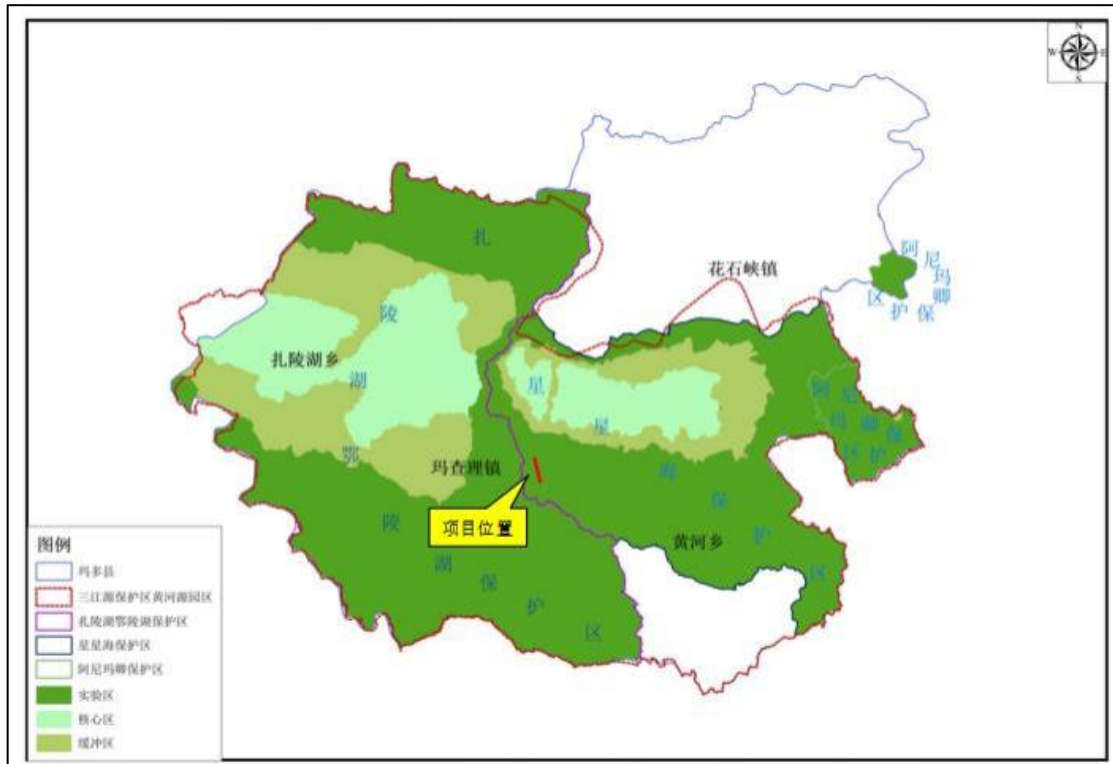 N
W E
S
扎
陵
湖
鄂
陵
湖
保
护
区
扎陵湖乡
花石峡镇
阿尼玛卿保护区
星
星
海
保
护
区
阿尼玛卿保护区
玛查理镇
黄河乡
项目位置
图例
玛多县
三江源保护区黄河源园区
扎陵湖鄂陵湖保护区
星星海保护区
阿尼玛卿保护区
实验区
核心区
缓冲区